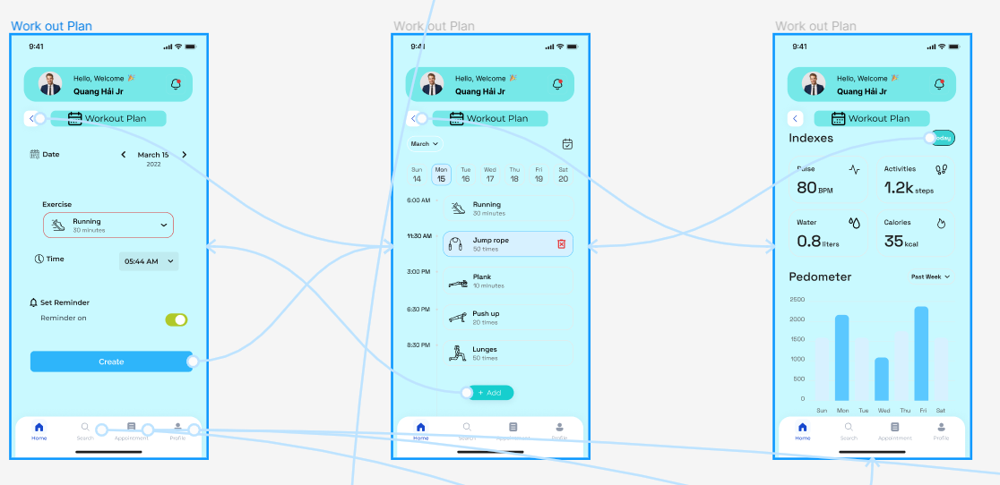 Work out Plan
9:41
Hello, Welcome
Quang Hải Jr
Workout Plan
Date
March 15
2022
Exercise
Running
30 minutes
Time
05:44 AM
Set Reminder
Reminder on
Create
Home
Search
Appointment
Profile
Work out Plan
9:41
Hello, Welcome
Quang Hải Jr
Workout Plan
March
Sun Mon Tue Wed Thu Fri Sat
14 15 16 17 18 19 20
6:00 AM
Running
30 minutes
11:30 AM
Jump rope
50 times
3:00 PM
Plank
10 minutes
6:30 PM
Push up
20 times
8:30 PM
Lunges
50 times
+ Add
Home
Search
Appointment
Profile
Work out Plan
9:41
Hello, Welcome
Quang Hải Jr
Workout Plan
Indexes
Today
Pulse
80 BPM
Activities
1.2k steps
Water
0.8 liters
Calories
35 kcal
Pedometer
Past Week
2500
2000
1500
1000
500
0
Sun Mon Tue Wed Thu Fri Sat
Home
Search
Appointment
Profile